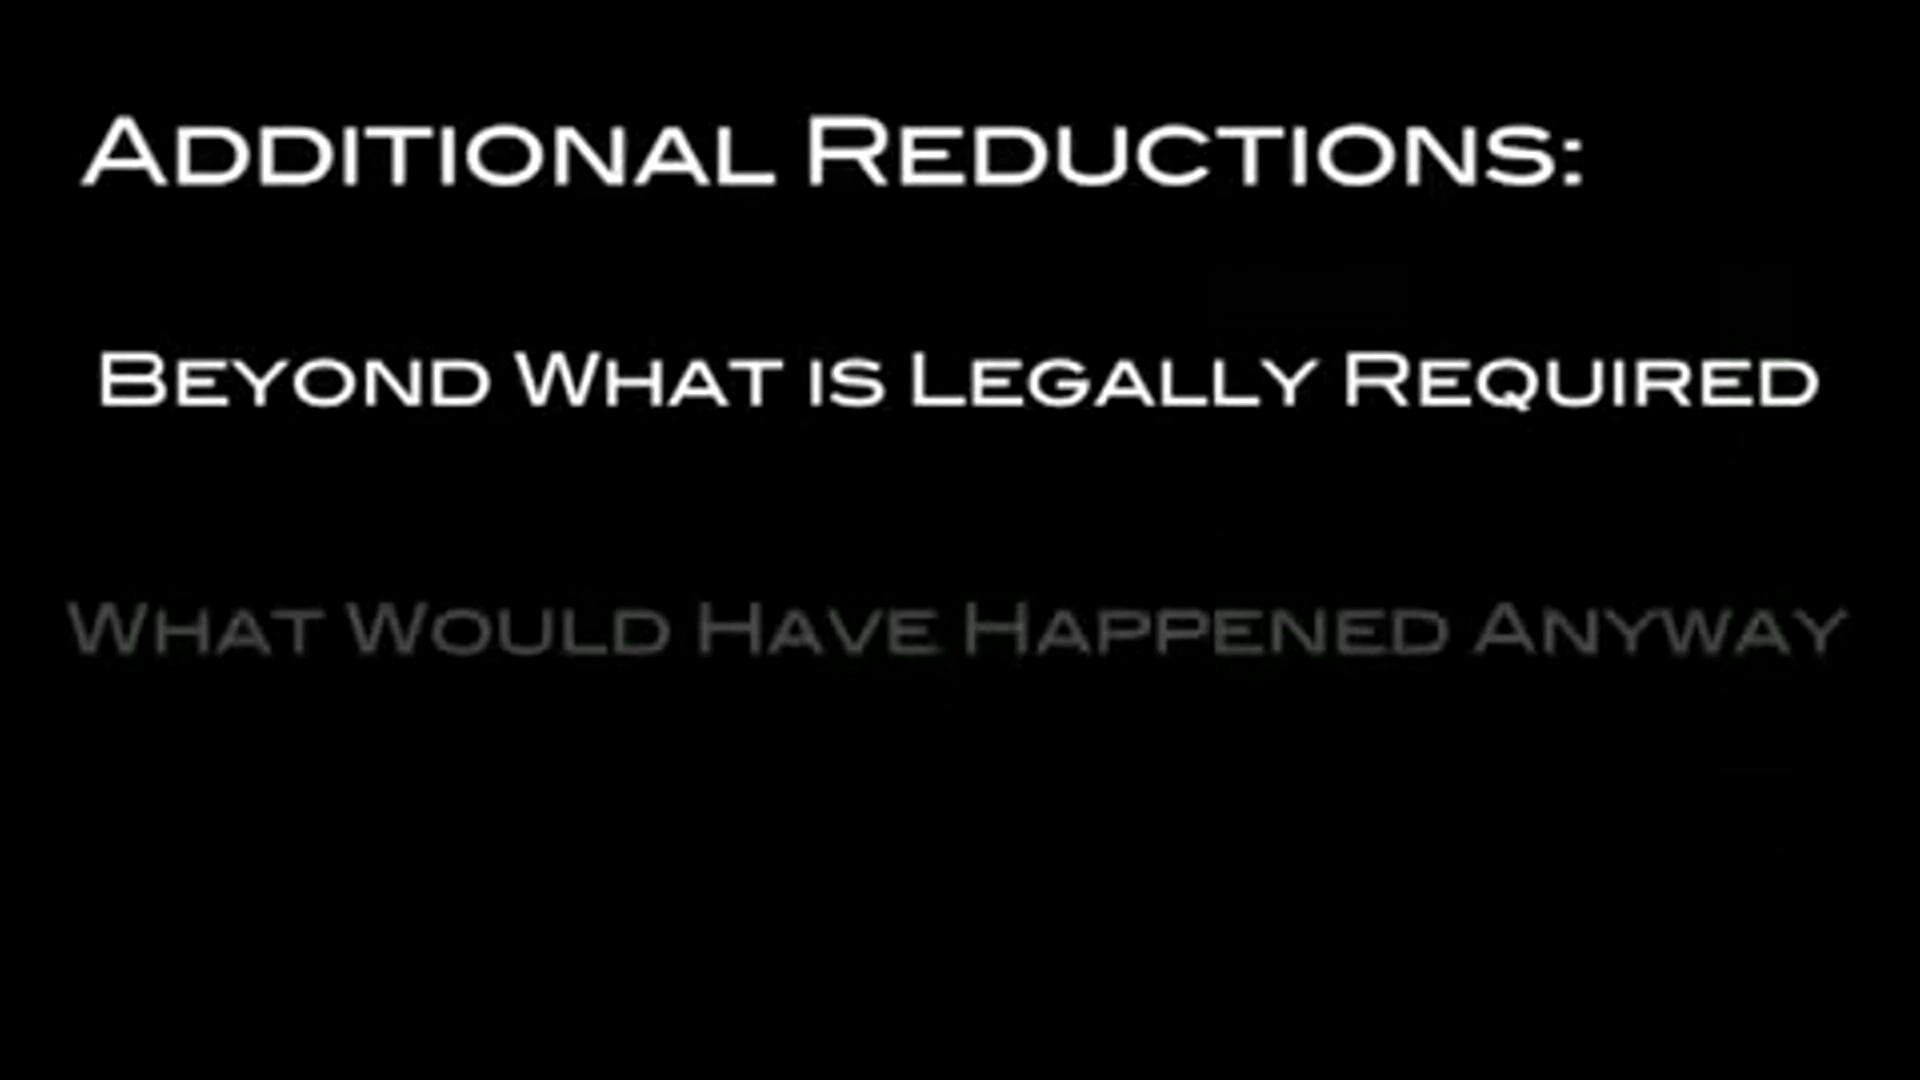 Additional Reductions:
Beyond What is Legally Required
What Would Have Happened Anyway